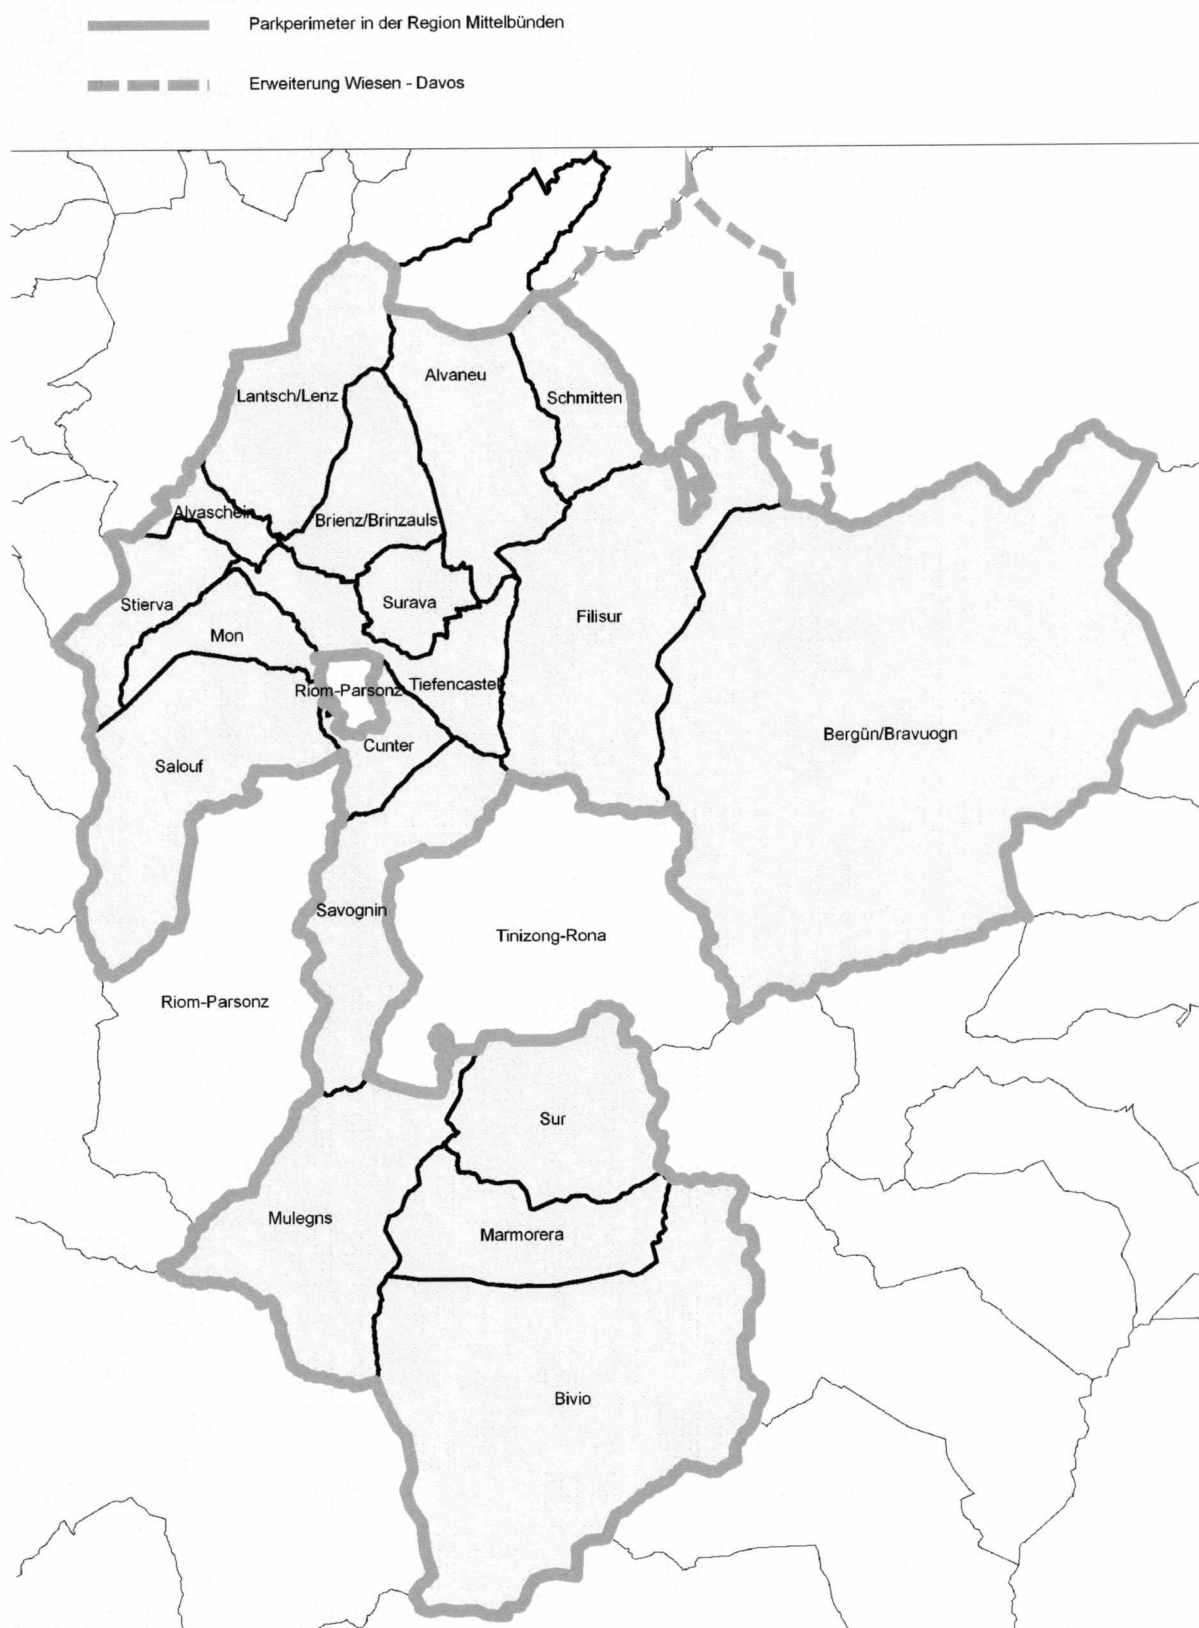 Parkperimeter in der Region Mittelbünden
Erweiterung Wiesen - Davos
Alvaneu
Lantsch/Lenz
Schmitten
Alvaschein
Brienz/Brinzauls
Stierva
Surava
Filisur
Mon
Riom-Parsonz
Tiefencastel
Bergün/Bravuogn
Cunter
Salouf
Savognin
Tinizong-Rona
Riom-Parsonz
Sur
Mulegns
Marmorera
Bivio